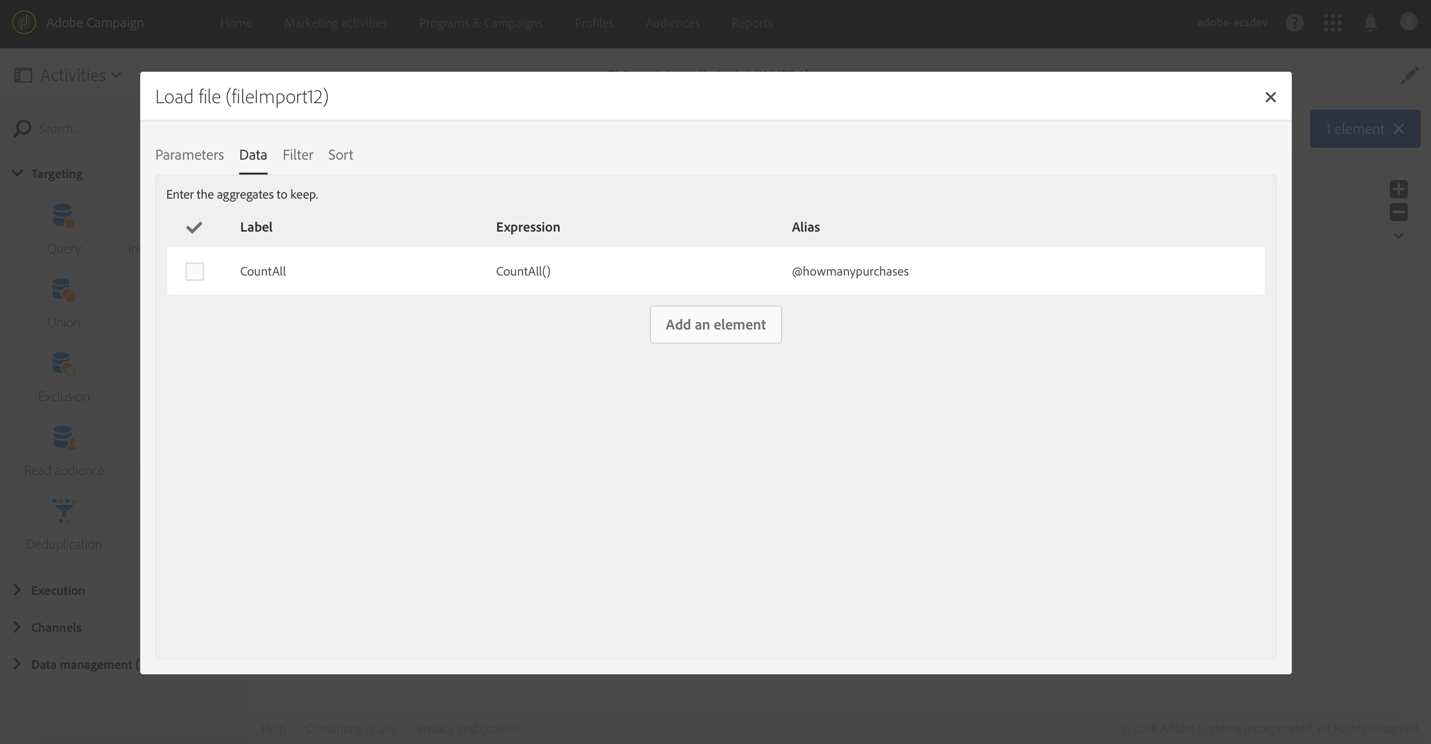 Adobe Campaign
Home
Marketing activities
Programs & Campaigns
Profiles
Audiences
Reports
adobe-acsdev
Activities
Load file (fileImport12)
Search...
1 element
Parameters
Data
Filter
Sort
Targeting
Enter the aggregates to keep.
Label
Expression
Alias
Query
CountAll
CountAll()
@howmanypurchases
Add an element
Union
Exclusion
Read audience
Deduplication
Execution
Channels
Data management (
Help
Conditions of use
Privacy and cookies
© 2018 Adobe Systems Incorporated. All Rights Reserved.